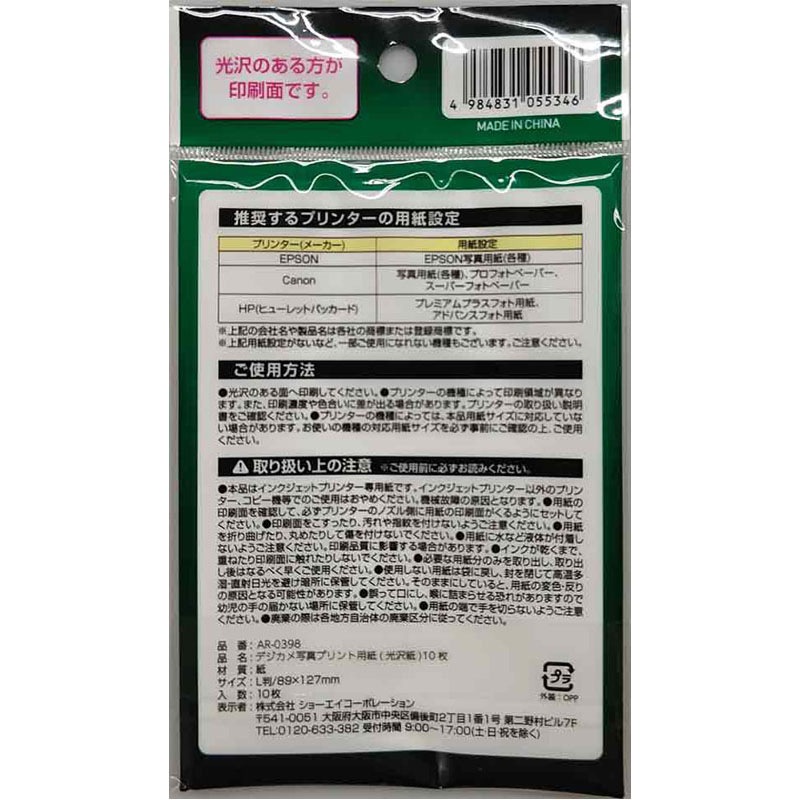 光沢のある方が
印刷面です。
4 984831 055346
MADE IN CHINA
推奨するプリンターの用紙設定
プリンター(メーカー) 用紙設定
EPSON EPSON写真用紙(各種)
Canon 写真用紙(各種)、プロフォトペーパー、
スーパーフォトペーパー
HP(ヒューレットパッカード) プレミアムプラスフォト用紙、
アドバンスフォト用紙
※上記の会社名や製品名は各社の商標または登録商標です。
※上記用紙設定がないなど、一部ご使用になれない機種もございます。ご注意ください。
ご使用方法
●光沢のある面へ印刷してください。●プリンターの機種によって印刷領域が異なり
ます。また、印刷濃度や色合いに差が出る場合があります。プリンターの取り扱い説明
書をご確認ください。●プリンターの機種によっては、本品用紙サイズに対応していな
い場合があります。お使いの機種の対応用紙サイズを必ず事前にご確認の上、ご使用
ください。
取り扱い上の注意 ※ご使用前に必ずお読みください。
●本品はインクジェットプリンター専用紙です。インクジェットプリンター以外のプリン
ター、コピー機等でのご使用はおやめください。機械故障の原因となります。●用紙の
印刷面を確認して、必ずプリンターのノズル側に用紙の印刷面がくるようにセットして
ください。●印刷面をこすったり、汚れや指紋を付けないようご注意ください。●用紙
を折り曲げたり、丸めたりして傷を付けないでください。●用紙に水など液体が付着し
ないようご注意ください。印刷品質に影響する場合があります。●インクが乾くまで、
重ねたり印刷面に触れたりしないでください。●必要な用紙分のみを取り出し、取り出
し後はなるべく早くご使用ください。●使用しない用紙は袋に戻し、封を閉じて高温多
湿・直射日光を避け暗所に保管してください。そのままにしていると、用紙の変色・反り
の原因となる可能性があります。●誤って口にし、喉に詰まらせる恐れがありますので
幼児の手の届かない場所に保管してください。●用紙の端で手を切らないようご注意
ください。●廃棄の際は各地方自治体の廃棄区分に従ってください。
品 番: AR-0398
品 名: デジカメ写真プリント用紙(光沢紙)10枚
材 質: 紙
サイズ: L判/89×127mm
入 数: 10枚
表示者: 株式会社 ショーエイコーポレーション
〒541-0051 大阪府大阪市中央区備後町2丁目1番1号 第二野村ビル7F
TEL:0120-633-382 受付時間 9:00～17:00(土・日・祝を除く)
プラ
外装:OPP